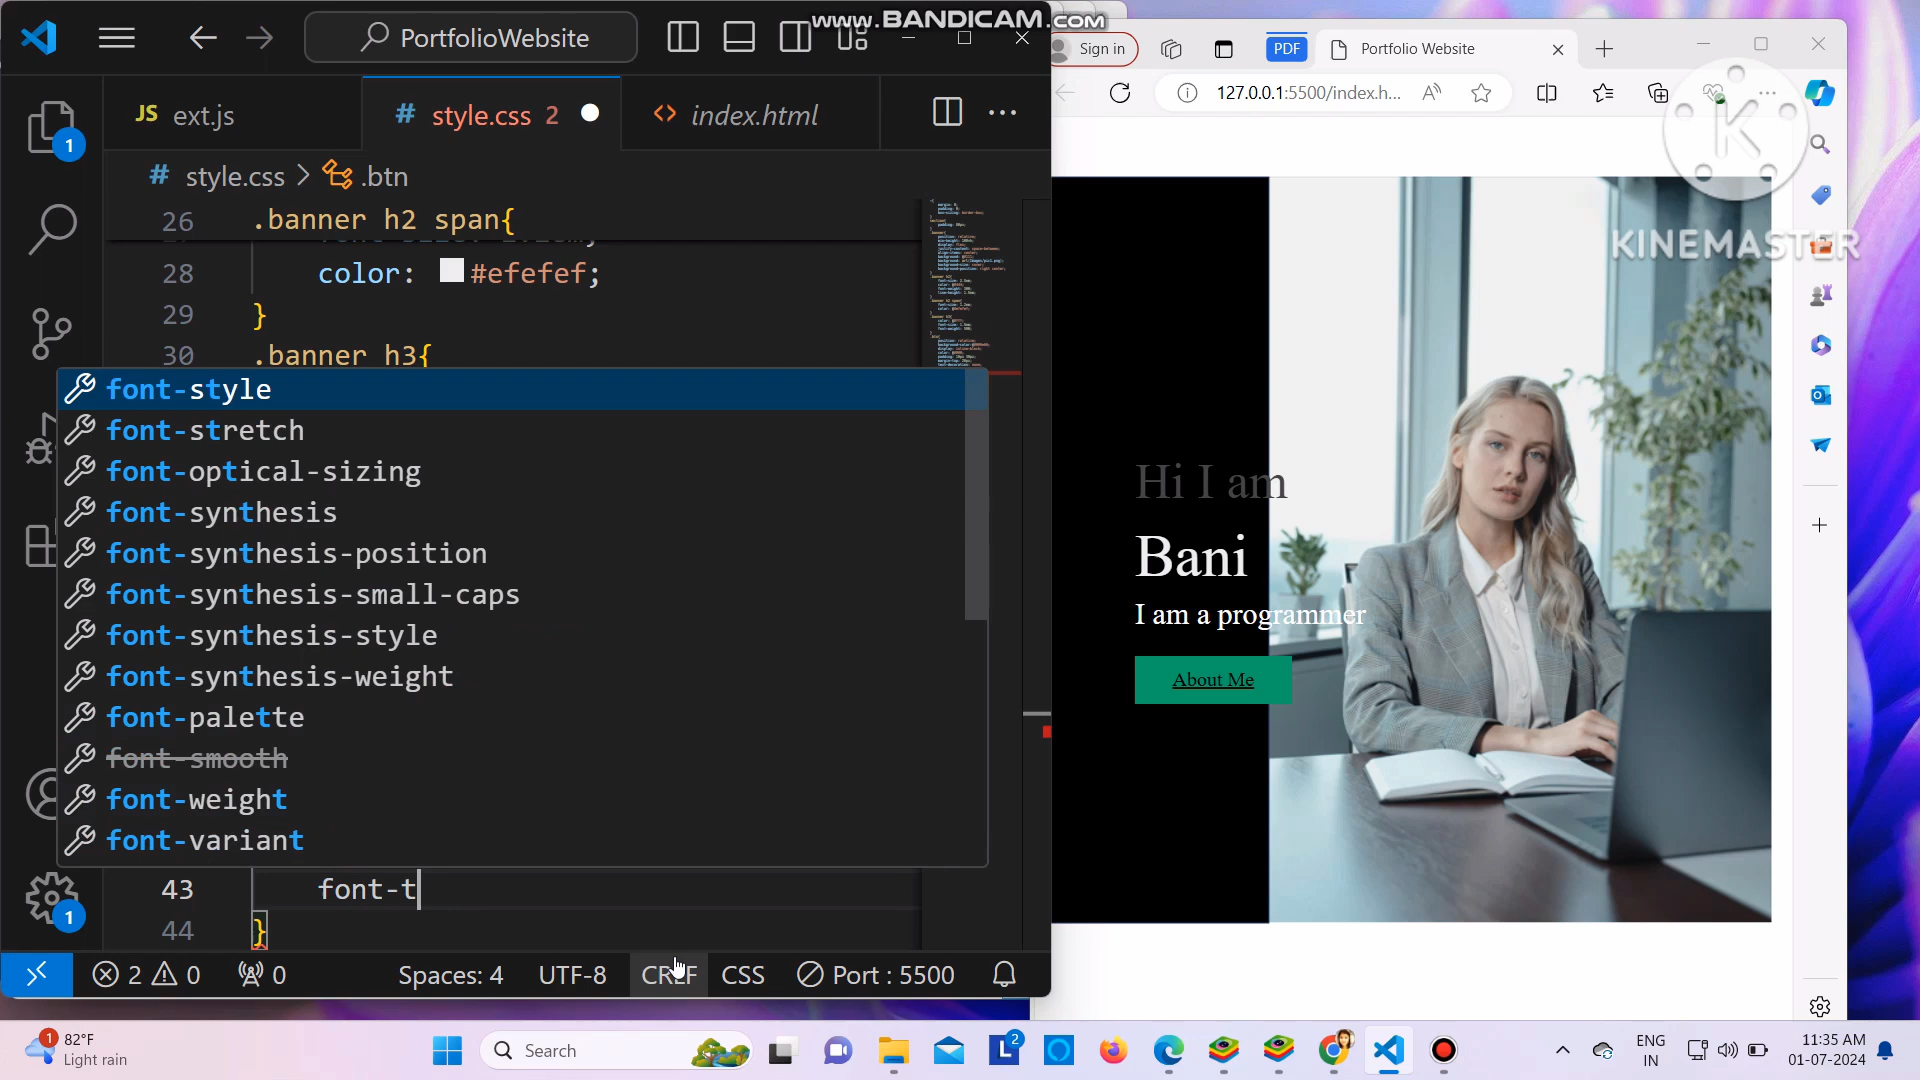 www.BANDICAM.com
PortfolioWebsite
JS ext.js
# style.css 2
<> index.html
# style.css > .btn
26 .banner h2 span{
28 color: #efefef;
29 }
30 .banner h3{
font-style
font-stretch
font-optical-sizing
font-synthesis
font-synthesis-position
font-synthesis-small-caps
font-synthesis-style
font-synthesis-weight
font-palette
font-smooth
font-weight
font-variant
43 font-t
44 }
1
1
2 0 0
Spaces: 4
UTF-8
CRLF
CSS
Port : 5500
Sign in
PDF
Portfolio Website
127.0.0.1:5500/index.h...
K
KINEMASTER
Hi I am
Bani
I am a programmer
About Me
1
82°F
Light rain
Search
2
ENG
IN
11:35 AM
01-07-2024